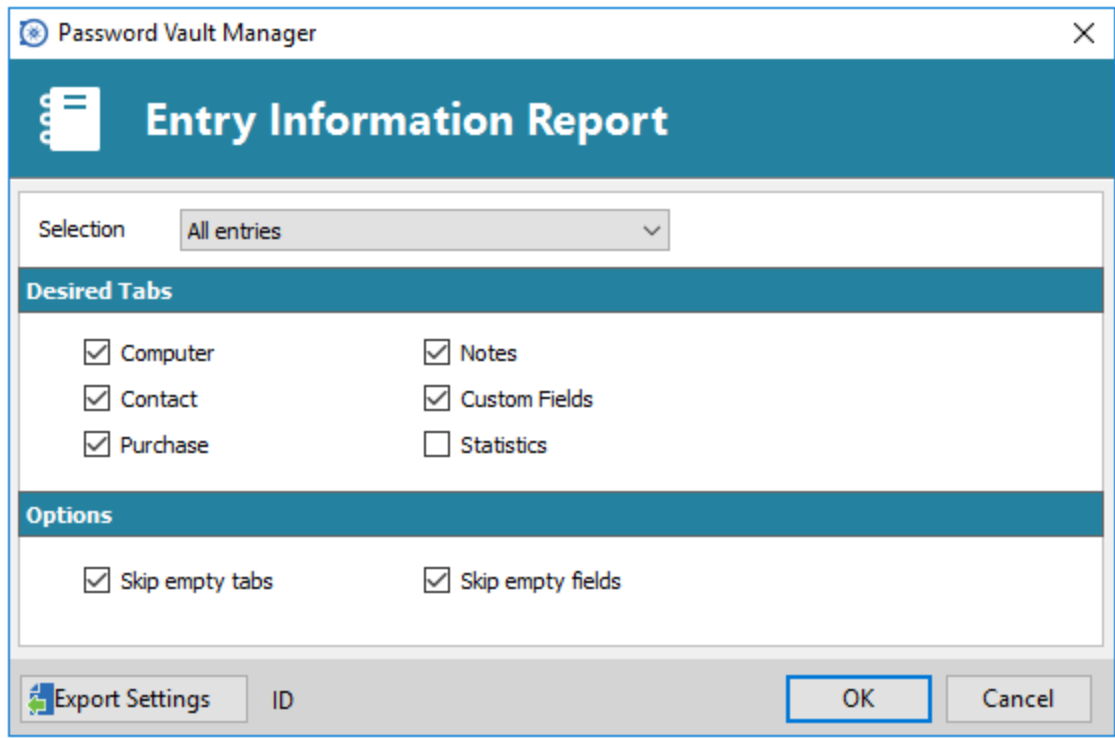 Password Vault Manager
Entry Information Report
Selection All entries
Desired Tabs
Computer Notes
Contact Custom Fields
Purchase Statistics
Options
Skip empty tabs Skip empty fields
Export Settings ID OK Cancel